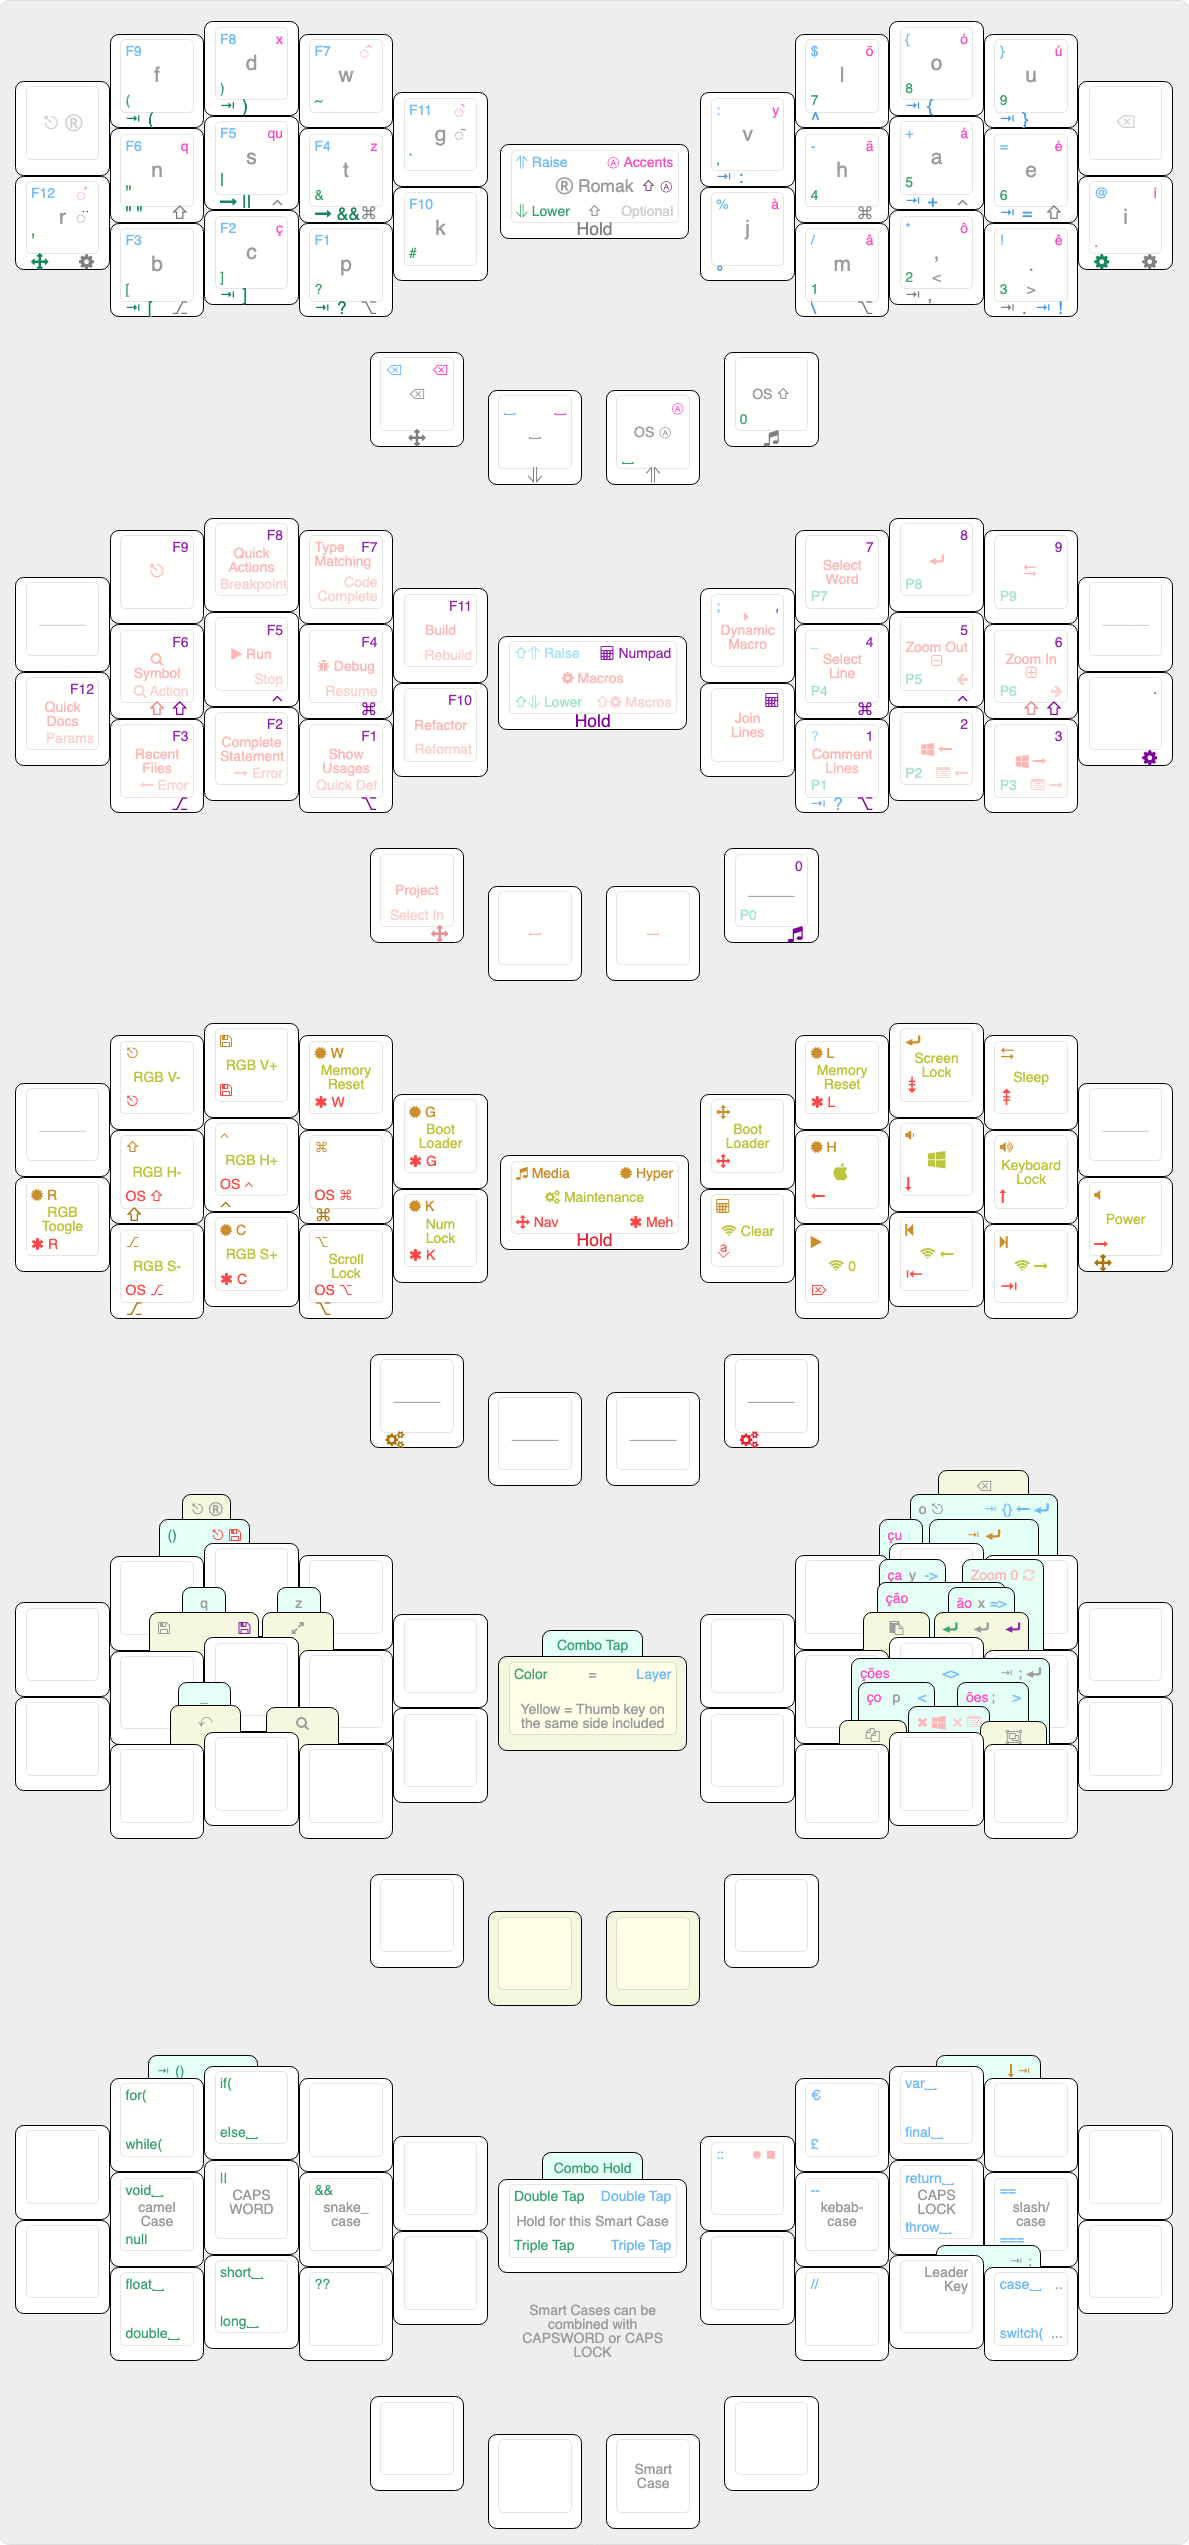 F9 f (
⇥ (
F8 x d )
⇥ )
F7 ◌̂ w ~
F11 ◌̀ g ◌̃ `
® 
F6 q n "
" "
F5 qu s |
→ || ^
F4 z t &
→ && ⌘
F12 ◌́ r ◌̈ '
F10 k #
F3 b [
⇥ [ ⌥
F2 ç c ]
⇥ ]
F1 p ?
⇥ ? ⌥
⇑ Raise Ⓐ Accents
® Romak ⇧ Ⓐ
⇓ Lower ⇧ Optional
Hold
$ õ l 7
^
{ ó o 8
⇥ {
} ú u 9
⇥ }
: y v ,
⇥ :
- ã h 4
⌘
+ á a 5
⇥ + ^
= é e 6
⇥ = ⇧
@ í i .
% à j
°
/ â m 1
\ ⌥
* ô , 2 <
⇥ ,
! ê . 3 >
⇥ . ⇥ !
⌫ ⌫
⌫
OS ⇧
0
Ⓐ
OS Ⓐ
F9
F8
Quick
Actions
Breakpoint
Type F7
Matching
Code
Complete
F11
Build
Rebuild
F6
Symbol
Action
F5
Run
Stop
F4
Debug
Resume
⌘
F12
Quick
Docs
Params
F10
Refactor
Reformat
F3
Recent
Files
← Error
F2
Complete
Statement
→ Error
F1
Show
Usages
Quick Def
⇧⇑ Raise Numpad
Macros
⇧⇓ Lower ⇧ Macros
Hold
7
Select
Word
P7
8
P8
9
P9
; ,
Dynamic
Macro
_ 4
Select
Line
P4
⌘
5
Zoom Out
P5 ←
^
6
Zoom In
P6 →
.
Join
Lines
? 1
Comment
Lines
P1
⇥ ? ⌥
2
←
P2 ←
3
→
P3 →
Project
Select In
0
P0
RGB V-
RGB V+
W
Memory
Reset
W
G
Boot
Loader
G
RGB H-
OS ⇧
^
RGB H+
OS ^
^
⌘
OS ⌘
⌘
R
RGB
Toogle
R
K
Num
Lock
K
RGB S-
OS ⌥
C
RGB S+
C
⌥
Scroll
Lock
OS ⌥
⌥
Media Hyper
Maintenance
Nav Meh
Hold
L
Memory
Reset
L
Screen
Lock
Sleep
Boot
Loader
H
←
↓
Keyboard
Lock
↑
Power
→
Clear
a
0
←
→
®
()
q
z
_
Combo Tap
Color = Layer
Yellow = Thumb key on
the same side included
⌫
o ⇥ {} ← ↵
çu ⇥ ↵
ça y -> Zoom 0
ção
ão x =>
ções <> ⇥ ; ↵
ço p < ões ; >
⇥ ()
for(
while(
if(
else⎵
void⎵
camel
Case
null
||
CAPS
WORD
&&
snake_
case
float⎵
double⎵
short⎵
long⎵
??
Combo Hold
Double Tap Double Tap
Hold for this Smart Case
Triple Tap Triple Tap
Smart Cases can be
combined with
CAPSWORD or CAPS
LOCK
↓ ⇥
€
£
var⎵
final⎵
::
--
kebab-
case
return⎵
CAPS
LOCK
throw⎵
==
slash/
case
===
⇥ ;
//
Leader
Key
case⎵ ..
switch( ...
Smart
Case